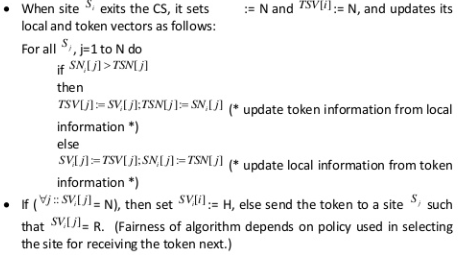 • When site S_i exits the CS, it sets := N and TSV[i] := N, and updates its
local and token vectors as follows:
For all S_j, j=1 to N do
if SN_i[j]>TSN[j]
then
TSV[j]:=SV_i[j];TSN[j]:=SN_i[j] (* update token information from local
information *)
else
SV_i[j]:=TSV[j];SN_i[j]:=TSN[j] (* update local information from token
information *)
• If (∀j :: SV_i[j] = N), then set SV_i[i] := H, else send the token to a site S_j such
that SV_i[j] = R. (Fairness of algorithm depends on policy used in selecting
the site for receiving the token next.)